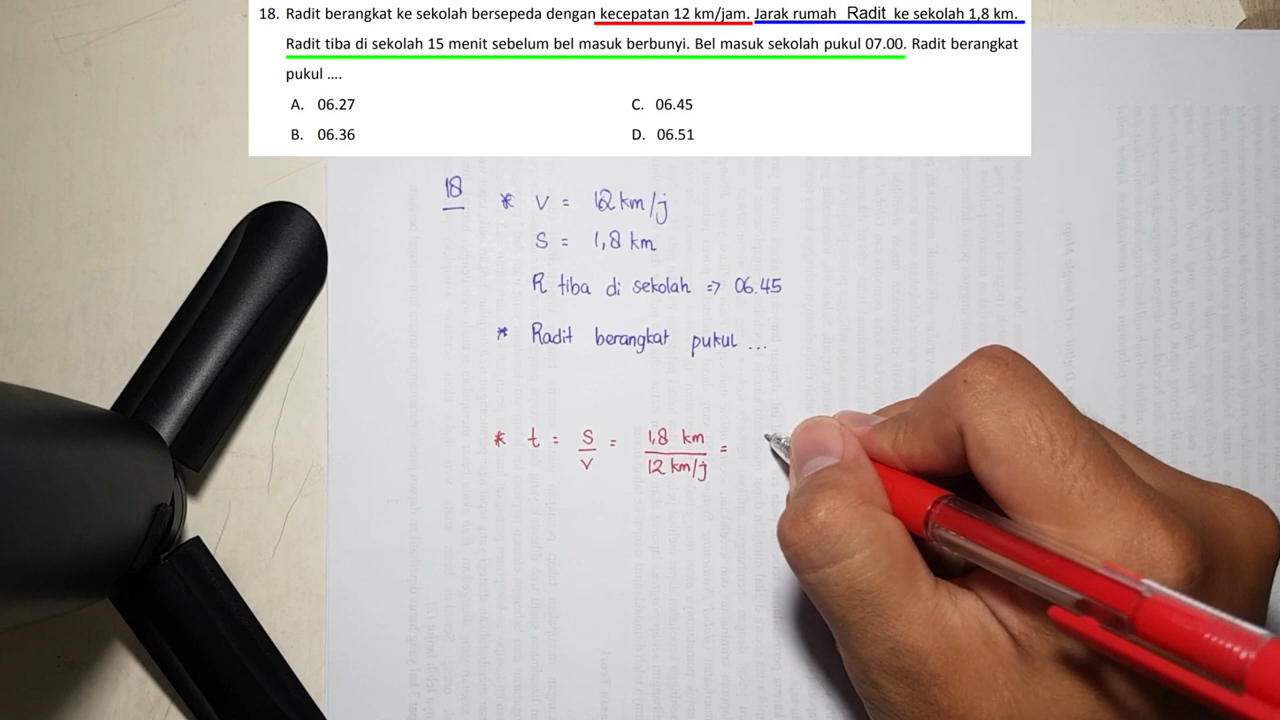 18. Radit berangkat ke sekolah bersepeda dengan kecepatan 12 km/jam. Jarak rumah Radit ke sekolah 1,8 km.
Radit tiba di sekolah 15 menit sebelum bel masuk berbunyi. Bel masuk sekolah pukul 07.00. Radit berangkat
pukul ....
A. 06.27 C. 06.45
B. 06.36 D. 06.51
18 * V = 12 km/j
S = 1,8 km
R tiba di sekolah => 06.45
* Radit berangkat pukul ...
* t = S/V = 1,8 km / 12 km/j =